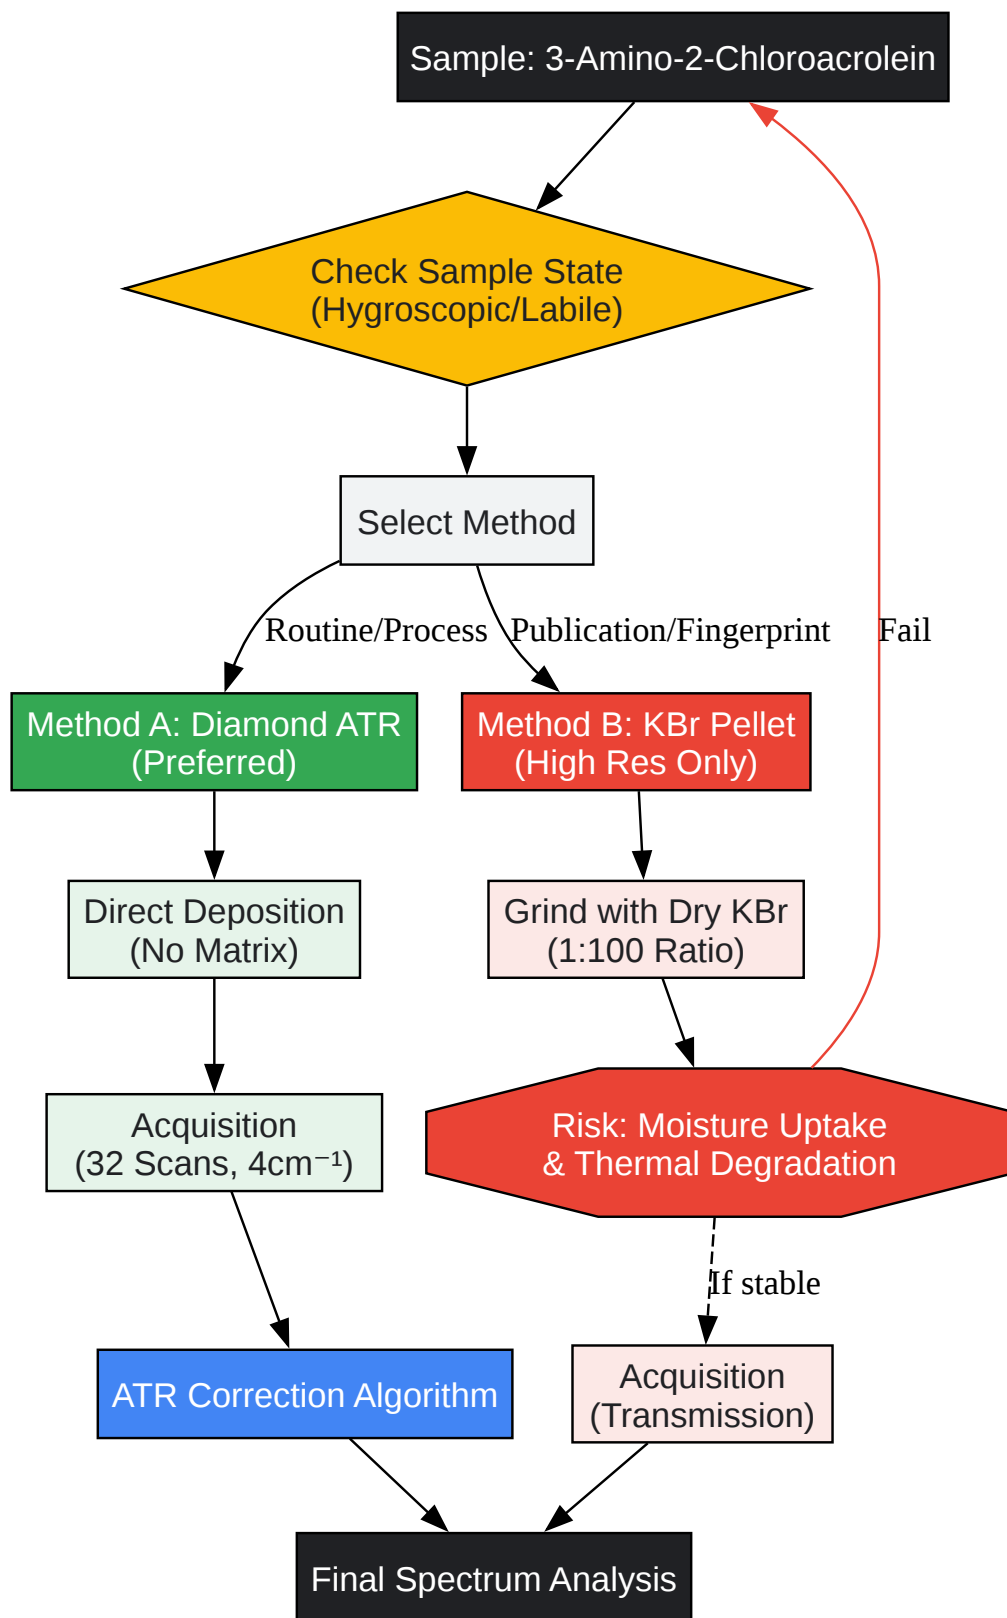 Sample: 3-Amino-2-Chloroacrolein
Check Sample State
(Hygroscopic/Labile)
Select Method
Routine/Process
Publication/Fingerprint
Fail
Method A: Diamond ATR
(Preferred)
Method B: KBr Pellet
(High Res Only)
Direct Deposition
(No Matrix)
Grind with Dry KBr
(1:100 Ratio)
Acquisition
(32 Scans, 4cm⁻¹)
Risk: Moisture Uptake
& Thermal Degradation
If stable
ATR Correction Algorithm
Acquisition
(Transmission)
Final Spectrum Analysis